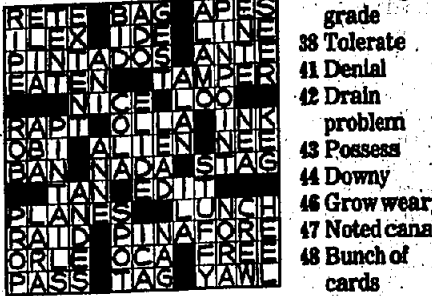 RETE BAG APES
ILEX IDE LINE
PINTADOS ANTE
EATEN TAMPER
NICE LOO
RAPT OLLA INK
OBI ALIEN NEE
BAN NADA STAG
TAN EDIT
PLANES LUNCH
RAID PINAFORE
ORLE OCA FREE
PASS TAG YAWL
grade
38 Tolerate
41 Denial
42 Drain
problem
43 Possess
44 Downy
46 Grow wear
47 Noted cana
48 Bunch of
cards